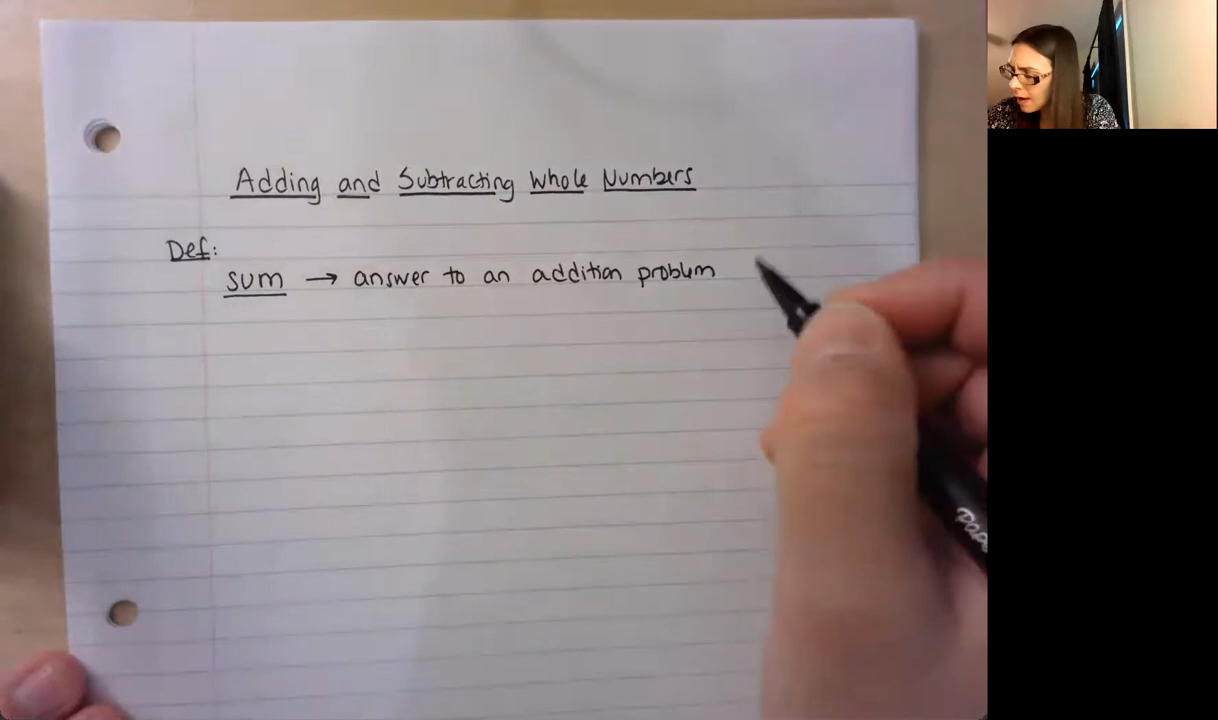 Adding and Subtracting Whole Numbers
Def:
sum → answer to an addition problem